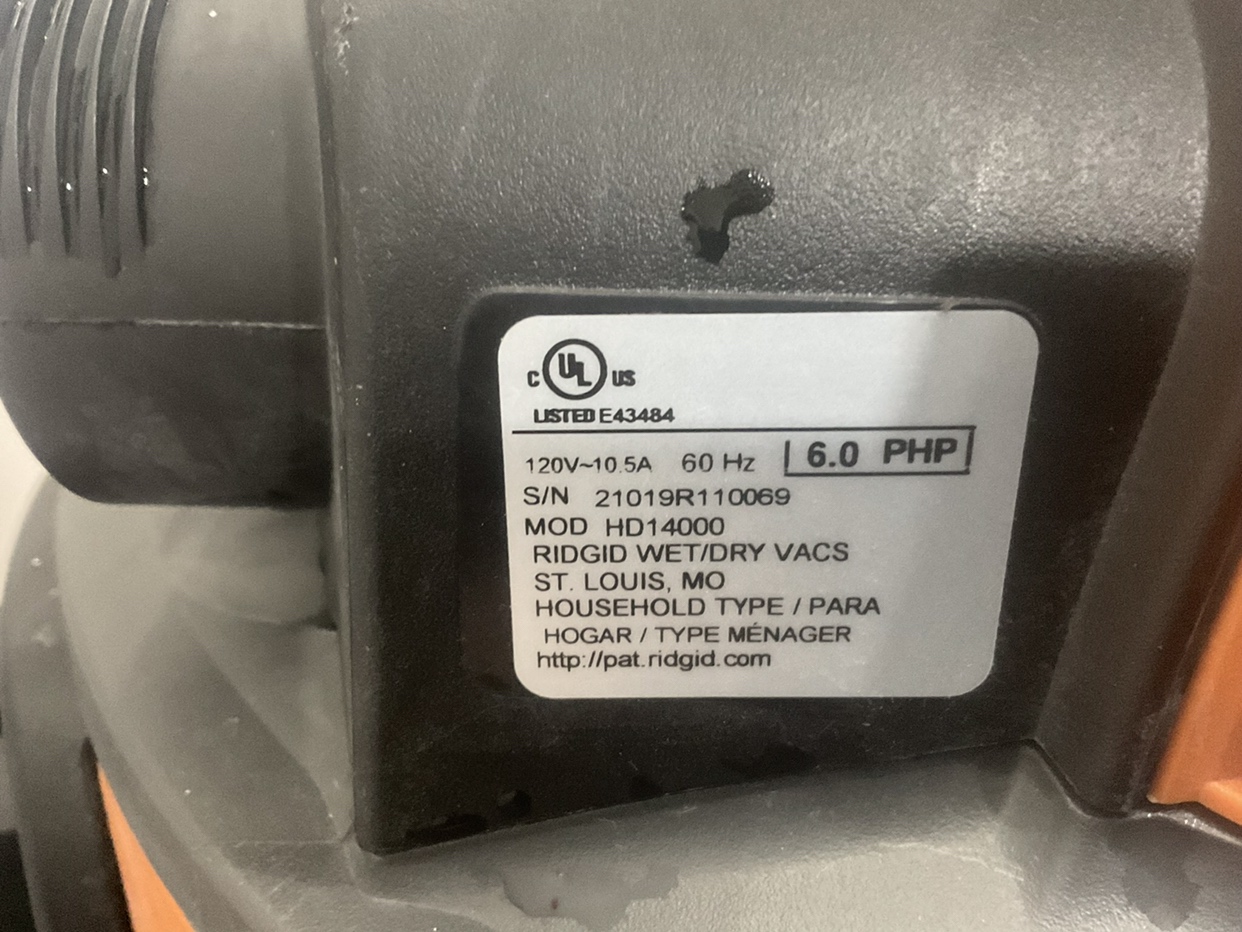 C UL US
LISTED E43484
120V~10.5A 60 Hz 6.0 PHP
S/N 21019R110069
MOD HD14000
RIDGID WET/DRY VACS
ST. LOUIS, MO
HOUSEHOLD TYPE / PARA
HOGAR / TYPE MÉNAGER
http://pat.ridgid.com